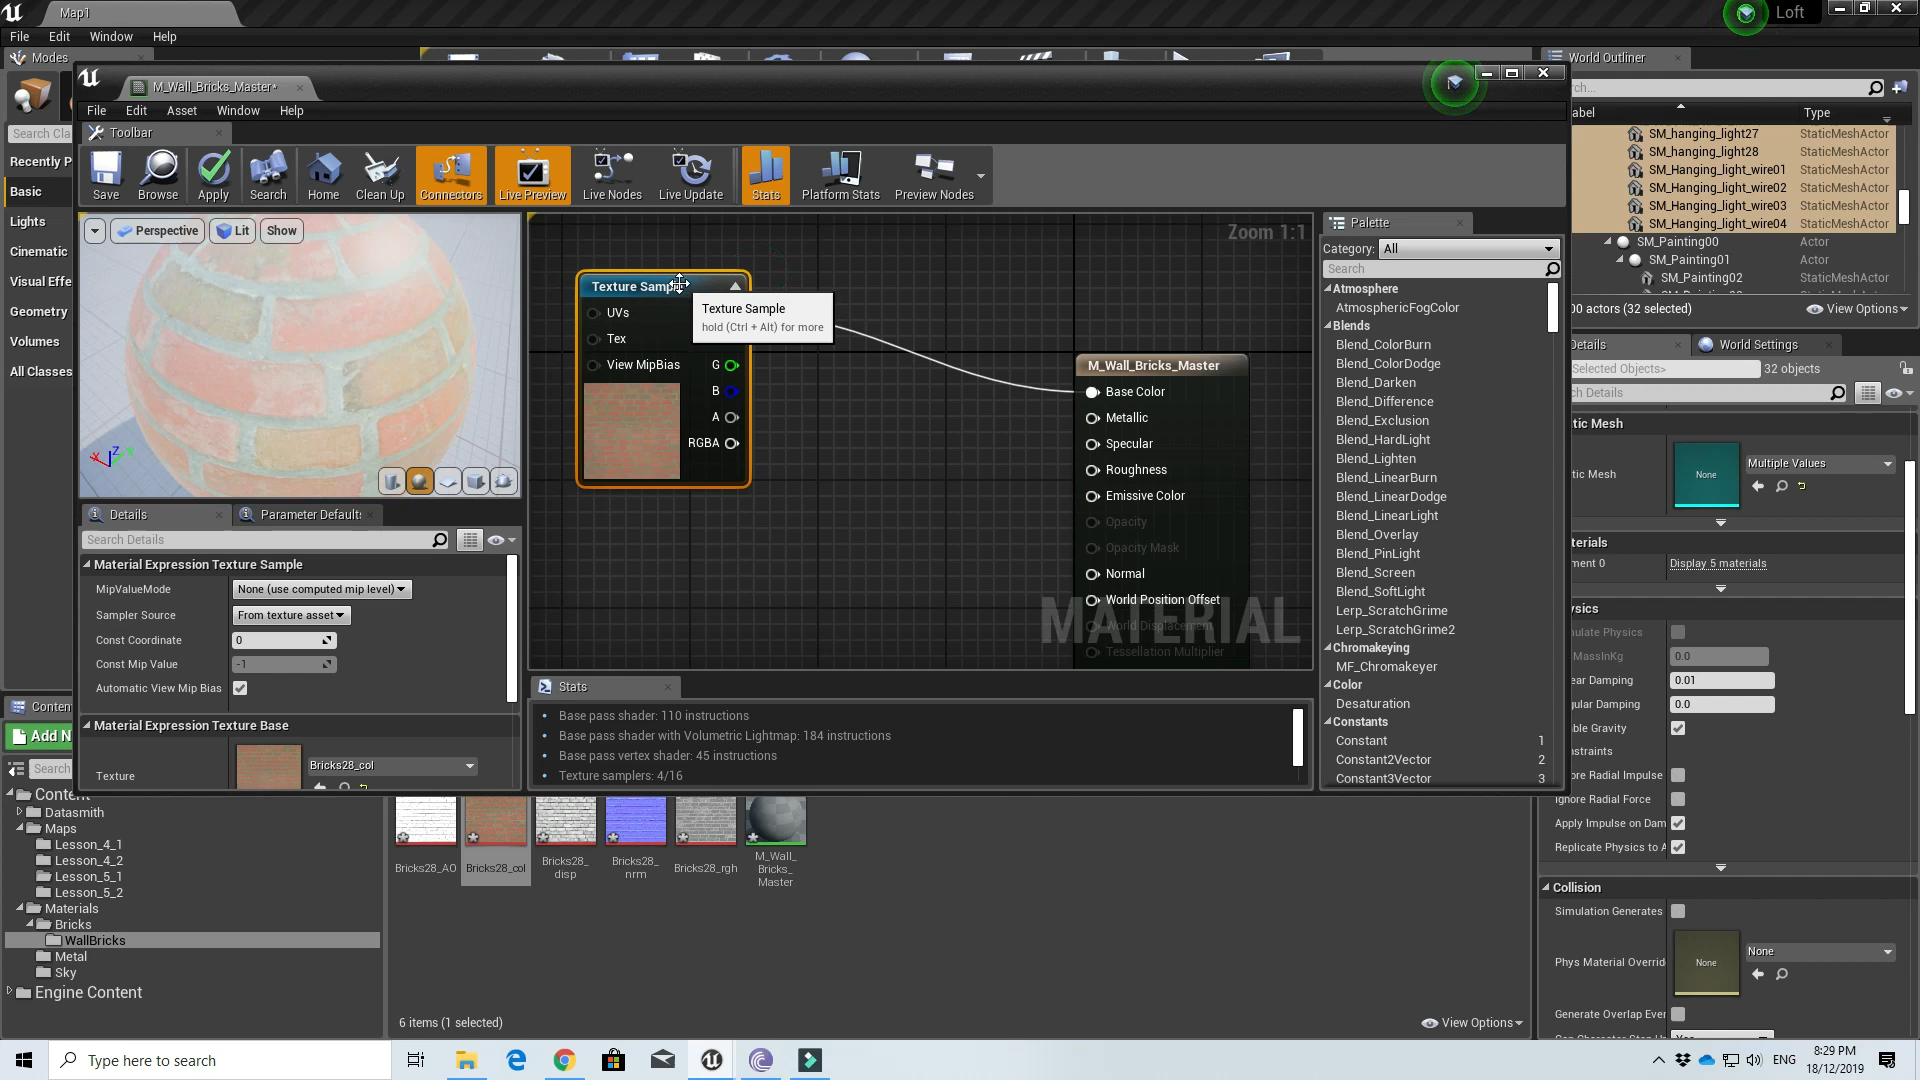 Map1
Loft
File Edit Window Help
Modes
World Outliner
M_Wall_Bricks_Master*
File Edit Asset Window Help
Toolbar
Search Cla
Save Browse Apply Search Home Clean Up Connectors Live Preview Live Nodes Live Update Stats Platform Stats Preview Nodes
Recently P
Basic
Lights
Cinematic
Visual Effe
Geometry
Volumes
All Classes
rch...
abel Type
SM_hanging_light27 StaticMeshActor
SM_hanging_light28 StaticMeshActor
SM_Hanging_light_wire01 StaticMeshActor
SM_Hanging_light_wire02 StaticMeshActor
SM_Hanging_light_wire03 StaticMeshActor
SM_Hanging_light_wire04 StaticMeshActor
SM_Painting00 Actor
SM_Painting01 Actor
SM_Painting02 StaticMeshActor
00 actors (32 selected) View Options
Perspective Lit Show
X Z
Zoom 1:1
Texture Samp
UVs
Tex
View MipBias G
B
A
RGBA
Texture Sample
hold (Ctrl + Alt) for more
M_Wall_Bricks_Master
Base Color
Metallic
Specular
Roughness
Emissive Color
Opacity
Opacity Mask
Normal
World Position Offset
World Displacement
Tessellation Multiplier
MATERIAL
Palette
Category: All
Search
Atmosphere
AtmosphericFogColor
Blends
Blend_ColorBurn
Blend_ColorDodge
Blend_Darken
Blend_Difference
Blend_Exclusion
Blend_HardLight
Blend_Lighten
Blend_LinearBurn
Blend_LinearDodge
Blend_LinearLight
Blend_Overlay
Blend_PinLight
Blend_Screen
Blend_SoftLight
Lerp_ScratchGrime
Lerp_ScratchGrime2
Chromakeying
MF_Chromakeyer
Color
Desaturation
Constants
Constant 1
Constant2Vector 2
Constant3Vector 3
Details Parameter Default
Search Details
Material Expression Texture Sample
MipValueMode None (use computed mip level)
Sampler Source From texture asset
Const Coordinate 0
Const Mip Value -1
Automatic View Mip Bias
Material Expression Texture Base
Texture Bricks28_col
Stats
Base pass shader: 110 instructions
Base pass shader with Volumetric Lightmap: 184 instructions
Base pass vertex shader: 45 instructions
Texture samplers: 4/16
Details World Settings
Selected Objects> 32 objects
ch Details
tic Mesh
tic Mesh None Multiple Values
terials
ment 0 Display 5 materials
ysics
ulate Physics
MassInKg 0.0
ear Damping 0.01
gular Damping 0.0
ble Gravity
nstraints
ore Radial Impulse
Ignore Radial Force
Apply Impulse on Dam
Replicate Physics to A
Collision
Simulation Generates
Phys Material Overrid None None
Generate Overlap Ever
Conten
Add N
Search
Content
Datasmith
Maps
Lesson_4_1
Lesson_4_2
Lesson_5_1
Lesson_5_2
Materials
Bricks
WallBricks
Metal
Sky
Engine Content
Bricks28_AO Bricks28_col Bricks28_disp Bricks28_nrm Bricks28_rgh M_Wall_Bricks_Master
6 items (1 selected) View Options
Type here to search
ENG
8:29 PM
18/12/2019